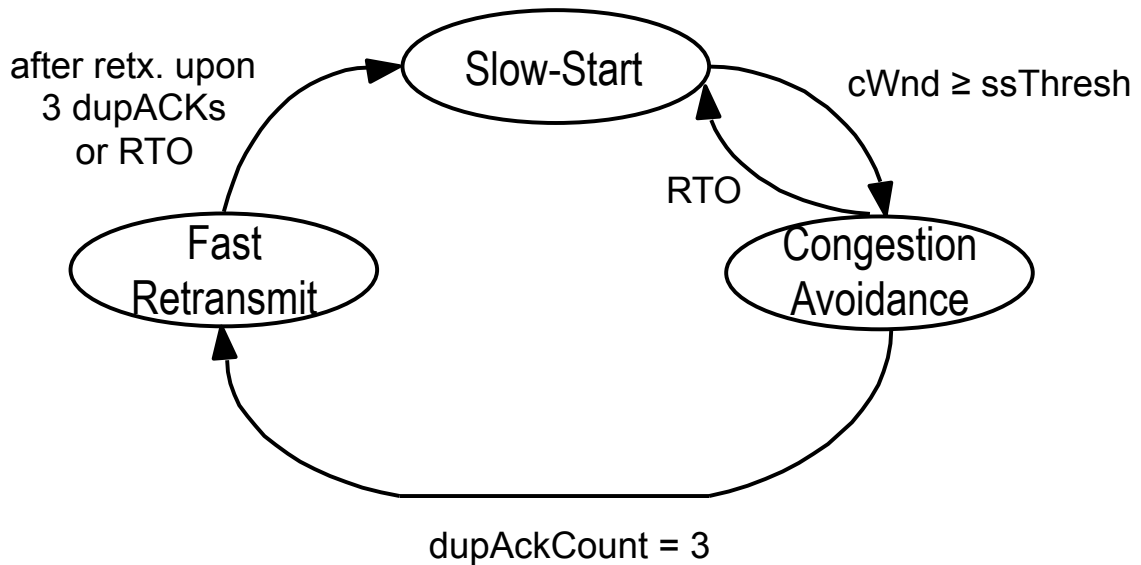 Slow-Start
after retx. upon
3 dupACKs
or RTO
cWnd ≥ ssThresh
RTO
Fast
Retransmit
Congestion
Avoidance
dupAckCount = 3